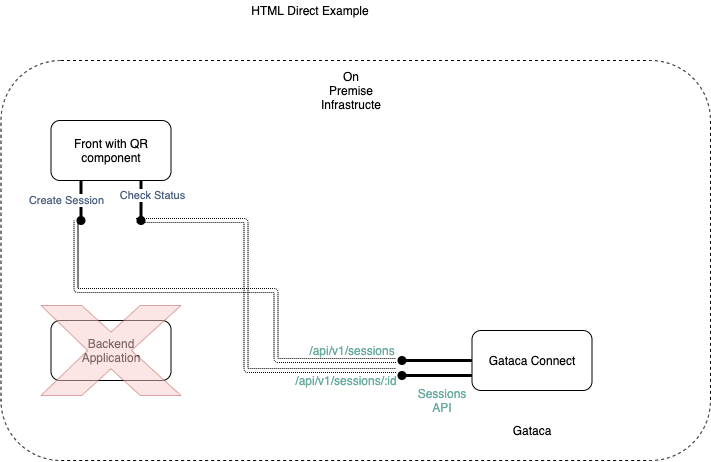 HTML Direct Example
On
Premise
Infrastructe
Front with QR
component
Create Session
Check Status
Backend
Application
/api/v1/sessions
/api/v1/sessions/:id
Gataca Connect
Sessions
API
Gataca